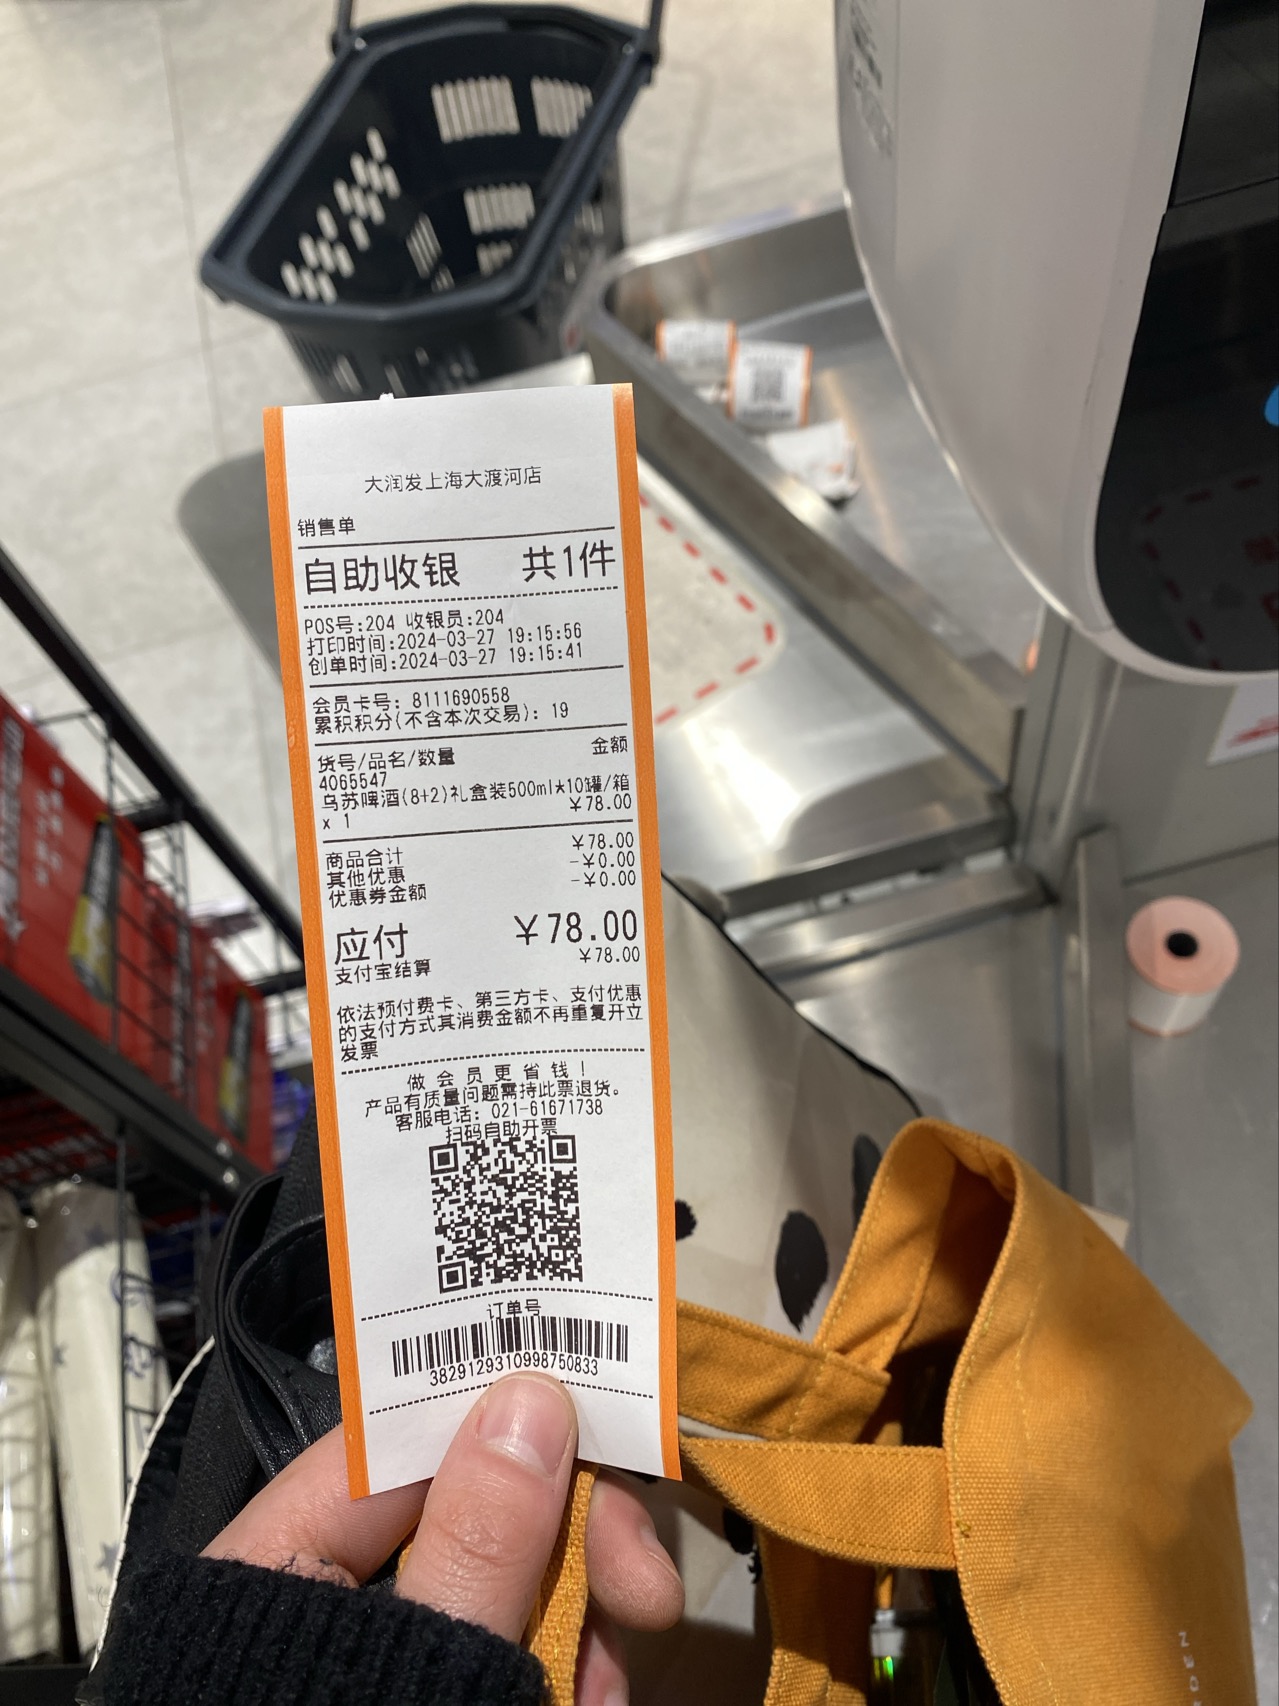 大润发上海大渡河店
销售单
自助收银 共1件
POS号:204 收银员:204
打印时间:2024-03-27 19:15:56
创单时间:2024-03-27 19:15:41
会员卡号: 8111690558
累积积分(不含本次交易): 19
货号/品名/数量 金额
4065547
乌苏啤酒(8+2)礼盒装500ml*10罐/箱
x 1 ￥78.00
商品合计 ￥78.00
其他优惠 -￥0.00
优惠券金额 -￥0.00
应付 ￥78.00
支付宝结算 ￥78.00
依法预付费卡、第三方卡、支付优惠
的支付方式其消费金额不再重复开立
发票
做 会 员 更 省 钱 !
产品有质量问题需持此票退货。
客服电话: 021-61671738
扫码自助开票
订单号
3829129310998750833